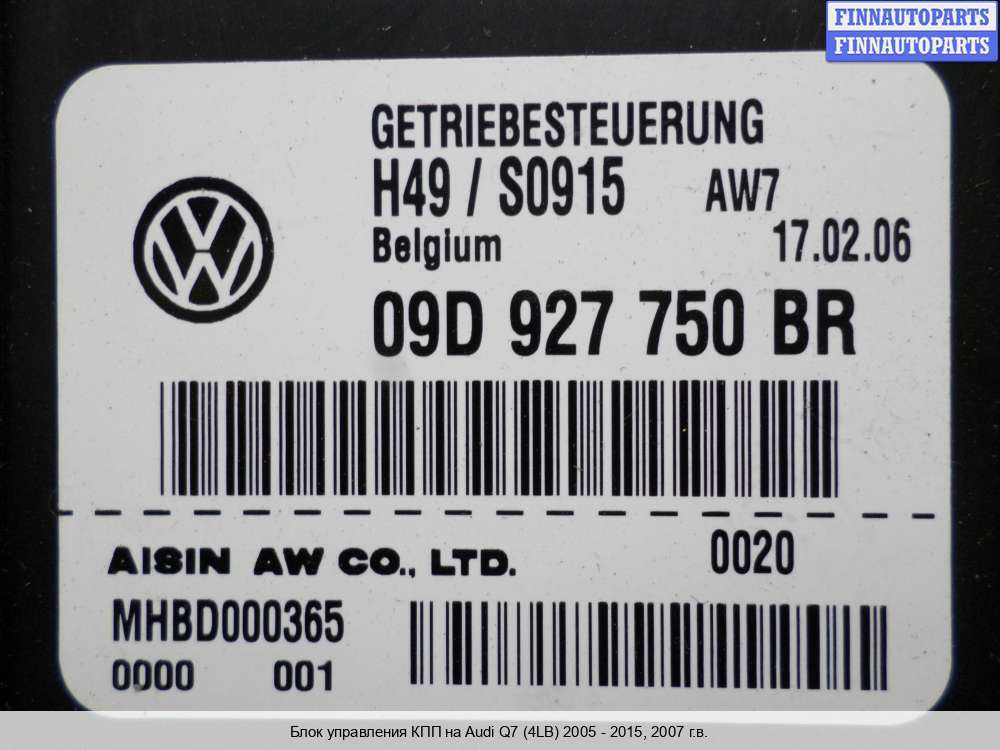 FINNAUTOPARTS
FINNAUTOPARTS
GETRIEBESTEUERUNG
H49 / S0915 AW7
Belgium 17.02.06
09D 927 750 BR
AISIN AW CO., LTD. 0020
MHBD000365
0000 001
Блок управления КПП на Audi Q7 (4LB) 2005 - 2015, 2007 г.в.